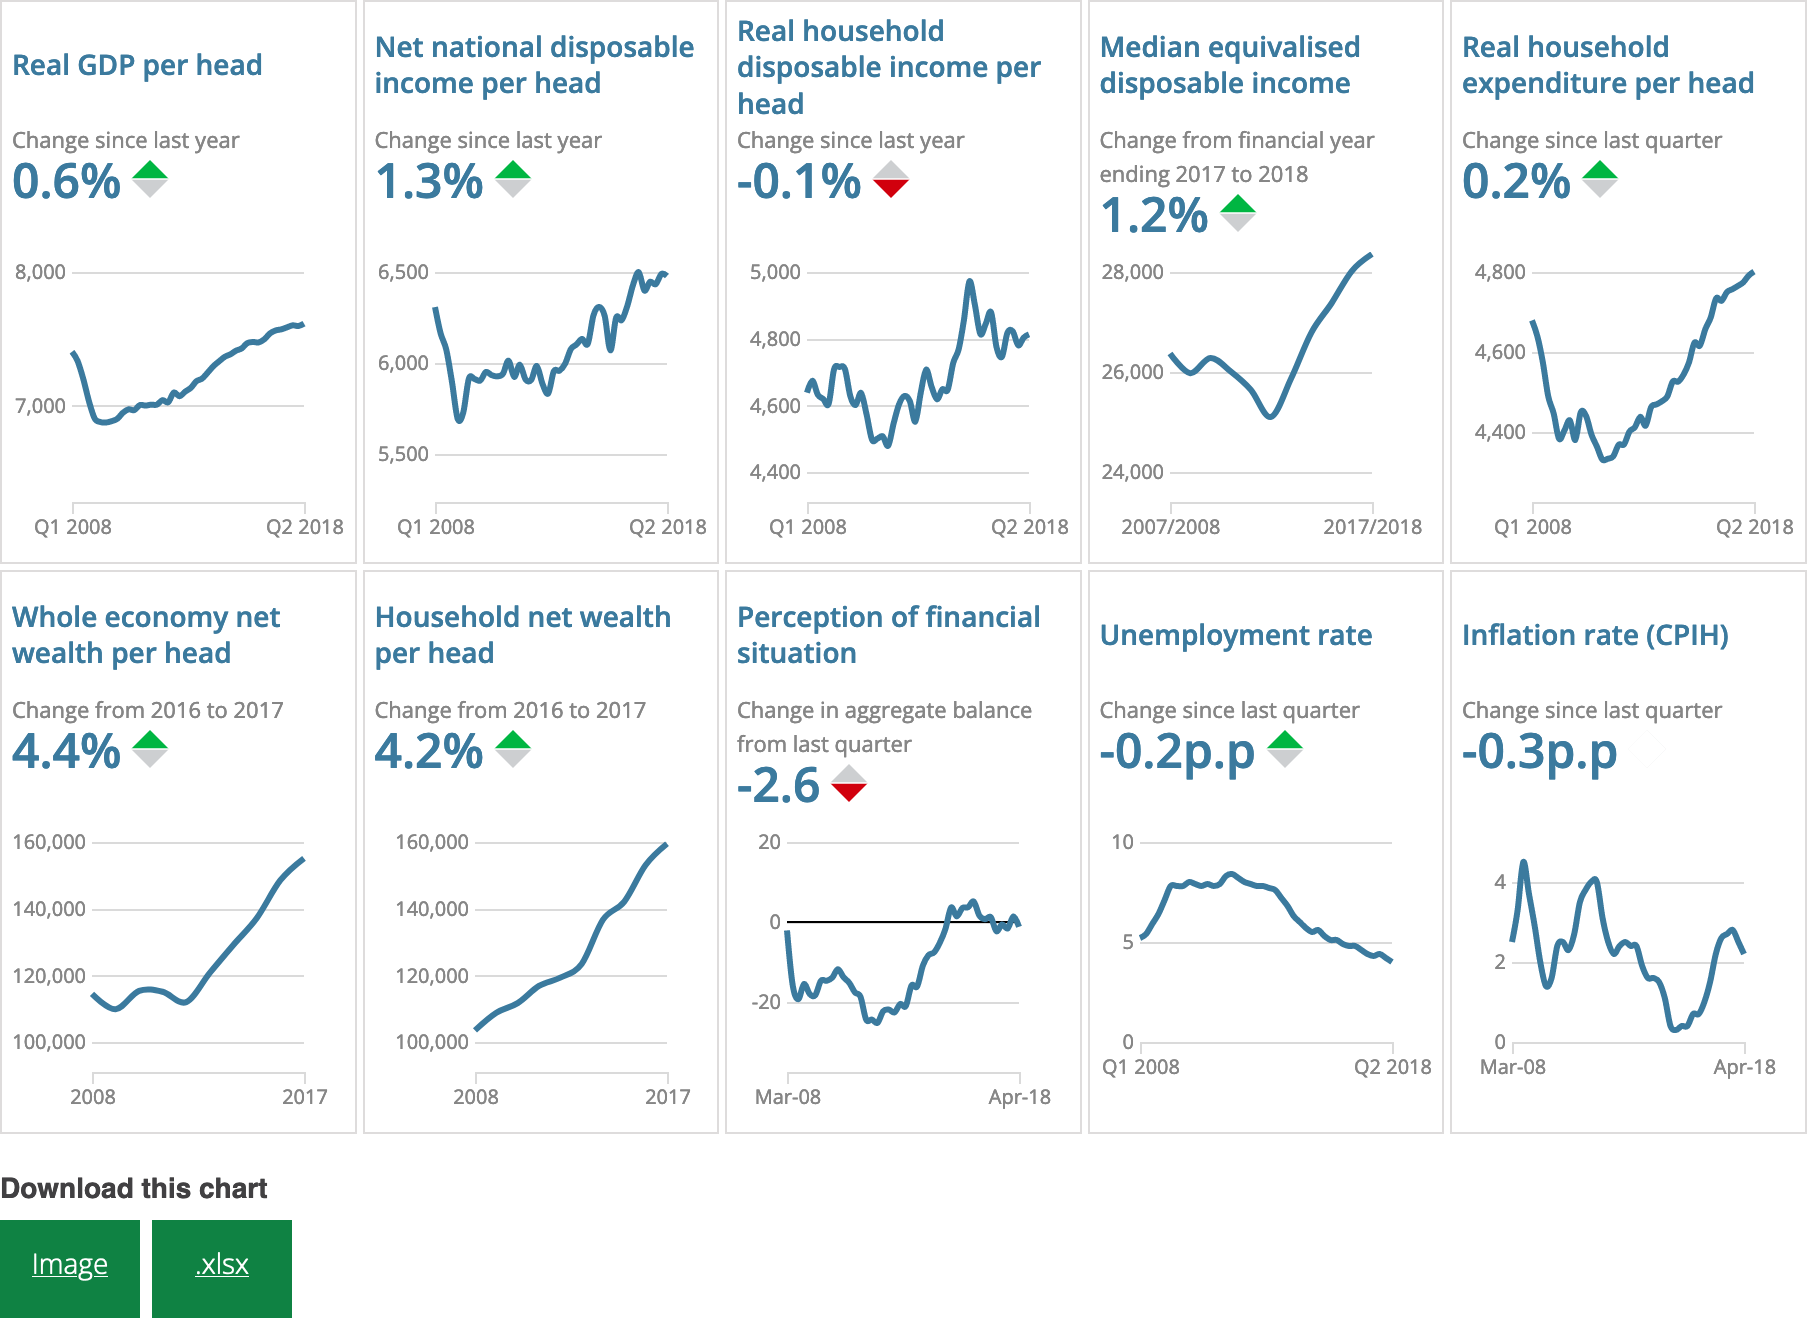 Real GDP per head
Change since last year
0.6%
8,000
7,000
Q1 2008
Q2 2018
Net national disposable
income per head
Change since last year
1.3%
6,500
6,000
5,500
Q1 2008
Q2 2018
Real household
disposable income per
head
Change since last year
-0.1%
5,000
4,800
4,600
4,400
Q1 2008
Q2 2018
Median equivalised
disposable income
Change from financial year
ending 2017 to 2018
1.2%
28,000
26,000
24,000
2007/2008
2017/2018
Real household
expenditure per head
Change since last quarter
0.2%
4,800
4,600
4,400
Q1 2008
Q2 2018
Whole economy net
wealth per head
Change from 2016 to 2017
4.4%
160,000
140,000
120,000
100,000
2008
2017
Household net wealth
per head
Change from 2016 to 2017
4.2%
160,000
140,000
120,000
100,000
2008
2017
Perception of financial
situation
Change in aggregate balance
from last quarter
-2.6
20
0
-20
Mar-08
Apr-18
Unemployment rate
Change since last quarter
-0.2p.p
10
5
0
Q1 2008
Q2 2018
Inflation rate (CPIH)
Change since last quarter
-0.3p.p
4
2
0
Mar-08
Apr-18
Download this chart
Image
.xlsx